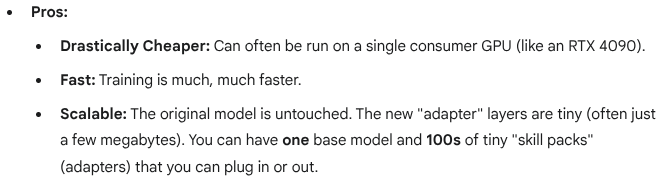 Pros:
Drastically Cheaper: Can often be run on a single consumer GPU (like an RTX 4090).
Fast: Training is much, much faster.
Scalable: The original model is untouched. The new "adapter" layers are tiny (often just
a few megabytes). You can have one base model and 100s of tiny "skill packs"
(adapters) that you can plug in or out.